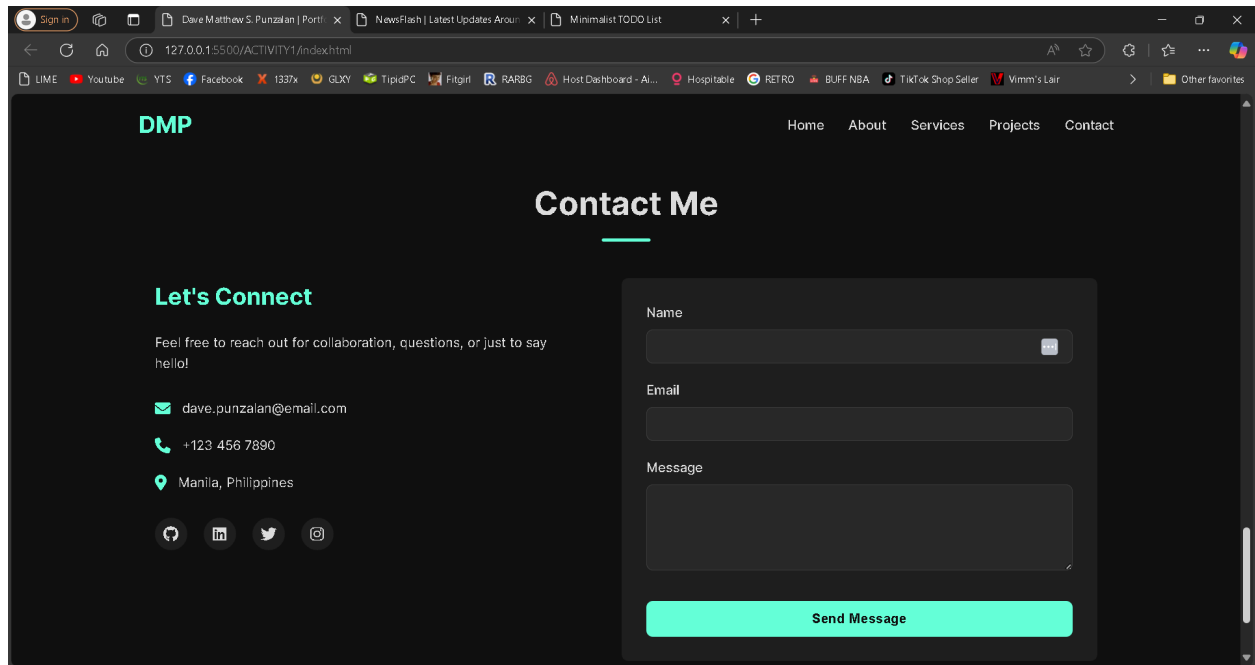 Sign in
Dave Matthew S. Punzalan | Portf
NewsFlash | Latest Updates Aroun
Minimalist TODO List
127.0.0.1:5500/ACTIVITY1/index.html
LIME Youtube YTS Facebook 1337x GLXY TipidPC Fitgirl RARBG Host Dashboard - Ai... Hospitable RETRO BUFF NBA TikTok Shop Seller Vimm's Lair Other favorites
DMP
Home About Services Projects Contact
Contact Me
Let's Connect
Feel free to reach out for collaboration, questions, or just to say
hello!
dave.punzalan@email.com
+123 456 7890
Manila, Philippines
Name
Email
Message
Send Message